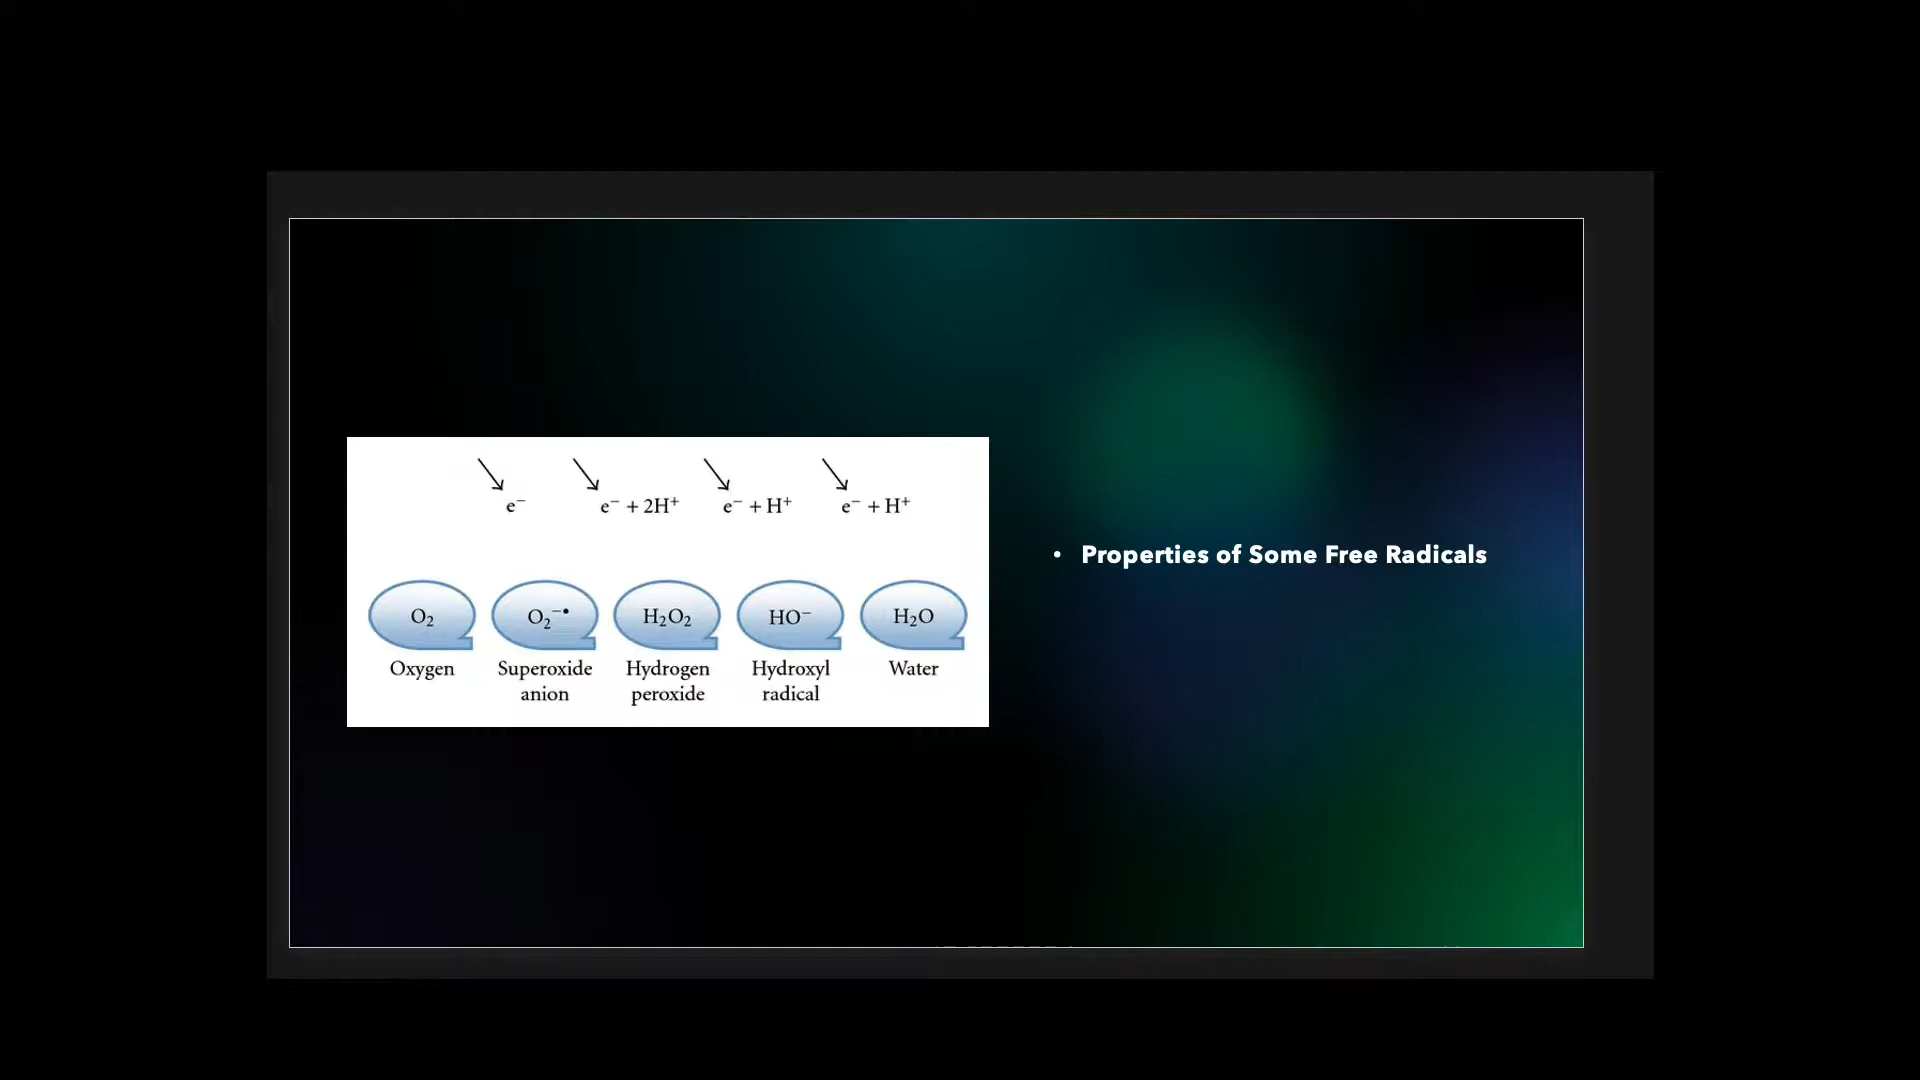 e⁻ e⁻ + 2H⁺ e⁻ + H⁺ e⁻ + H⁺
O₂ O₂⁻• H₂O₂ HO⁻ H₂O
Oxygen Superoxide Hydrogen Hydroxyl Water
anion peroxide radical
• Properties of Some Free Radicals